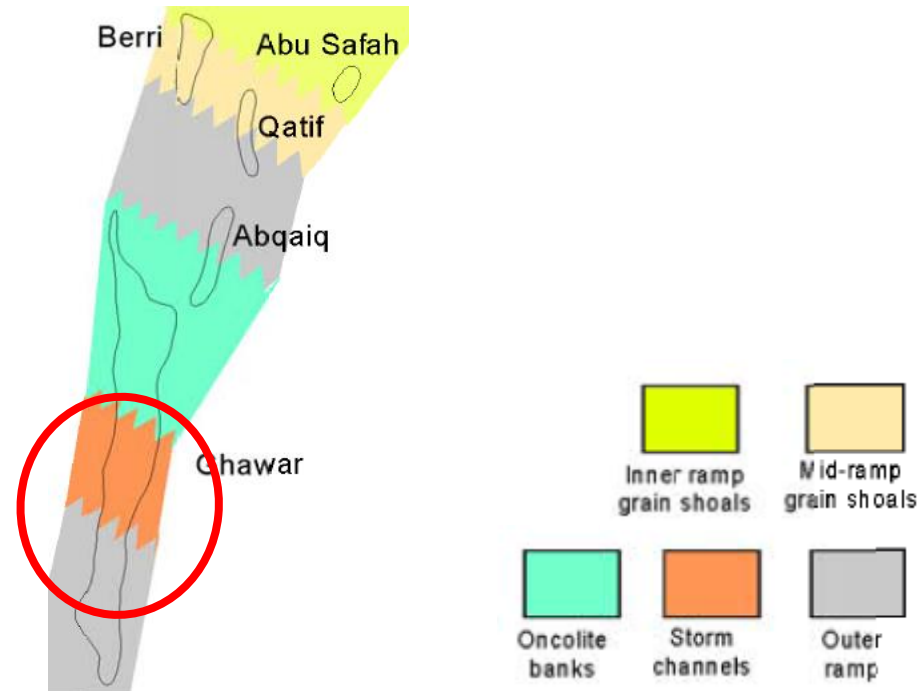 Berri
Abu Safah
Qatif
Abqaiq
Ghawar
Inner ramp
grain shoals
Mid-ramp
grain shoals
Oncolite
banks
Storm
channels
Outer
ramp